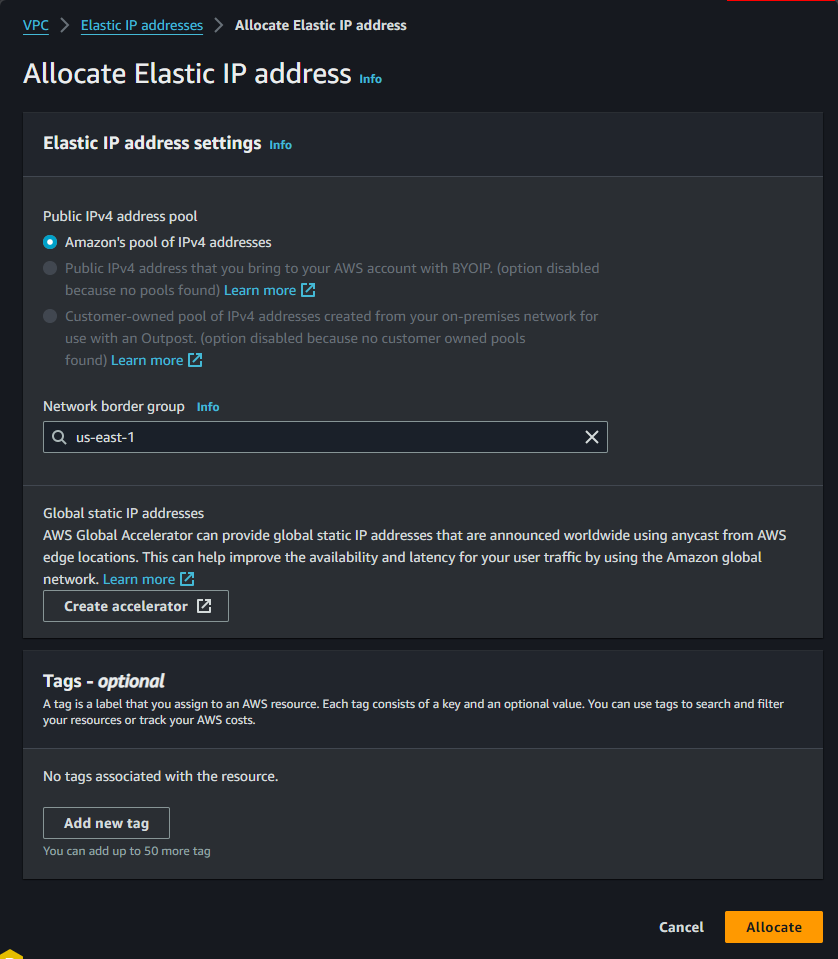 VPC > Elastic IP addresses > Allocate Elastic IP address
Allocate Elastic IP address Info
Elastic IP address settings Info
Public IPv4 address pool
Amazon's pool of IPv4 addresses
Public IPv4 address that you bring to your AWS account with BYOIP. (option disabled
because no pools found) Learn more
Customer-owned pool of IPv4 addresses created from your on-premises network for
use with an Outpost. (option disabled because no customer owned pools
found) Learn more
Network border group Info
us-east-1
Global static IP addresses
AWS Global Accelerator can provide global static IP addresses that are announced worldwide using anycast from AWS
edge locations. This can help improve the availability and latency for your user traffic by using the Amazon global
network. Learn more
Create accelerator
Tags - optional
A tag is a label that you assign to an AWS resource. Each tag consists of a key and an optional value. You can use tags to search and filter
your resources or track your AWS costs.
No tags associated with the resource.
Add new tag
You can add up to 50 more tag
Cancel Allocate